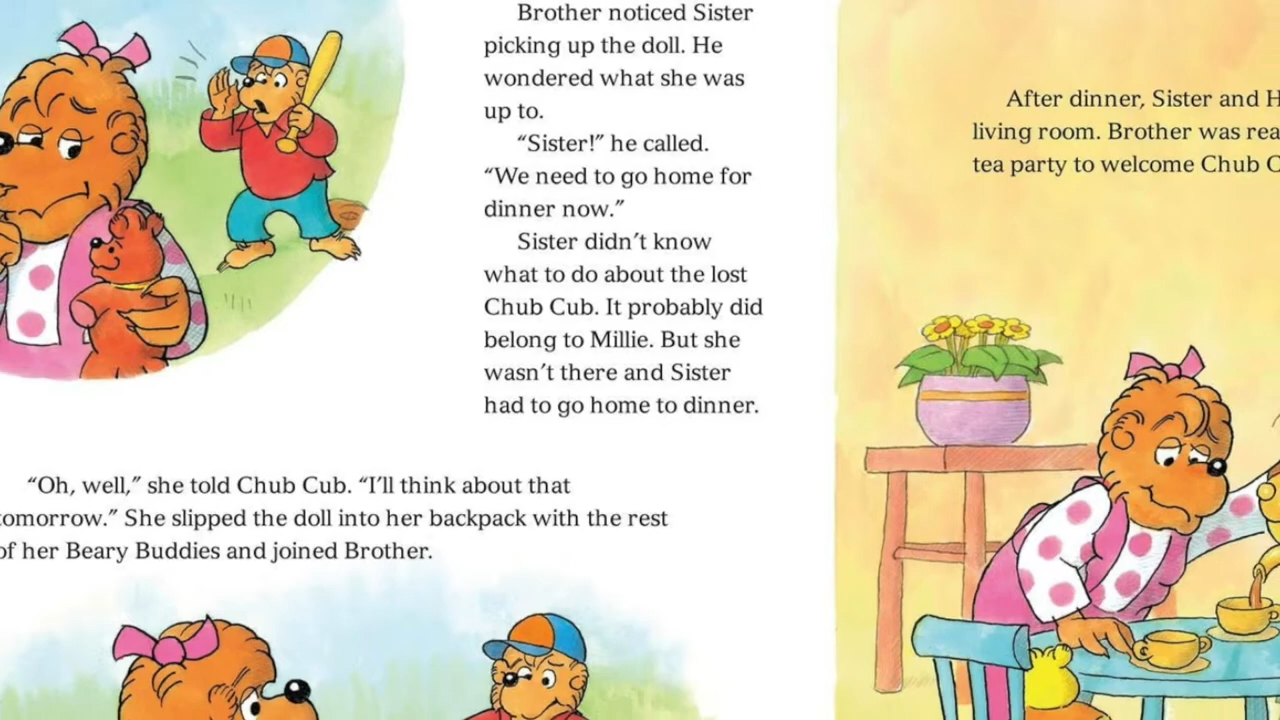 Brother noticed Sister
picking up the doll. He
wondered what she was
up to.
“Sister!” he called.
“We need to go home for
dinner now.”
Sister didn’t know
what to do about the lost
Chub Cub. It probably did
belong to Millie. But she
wasn’t there and Sister
had to go home to dinner.
“Oh, well,” she told Chub Cub. “I’ll think about that
tomorrow.” She slipped the doll into her backpack with the rest
of her Beary Buddies and joined Brother.
After dinner, Sister and
living room. Brother was
tea party to welcome Chub